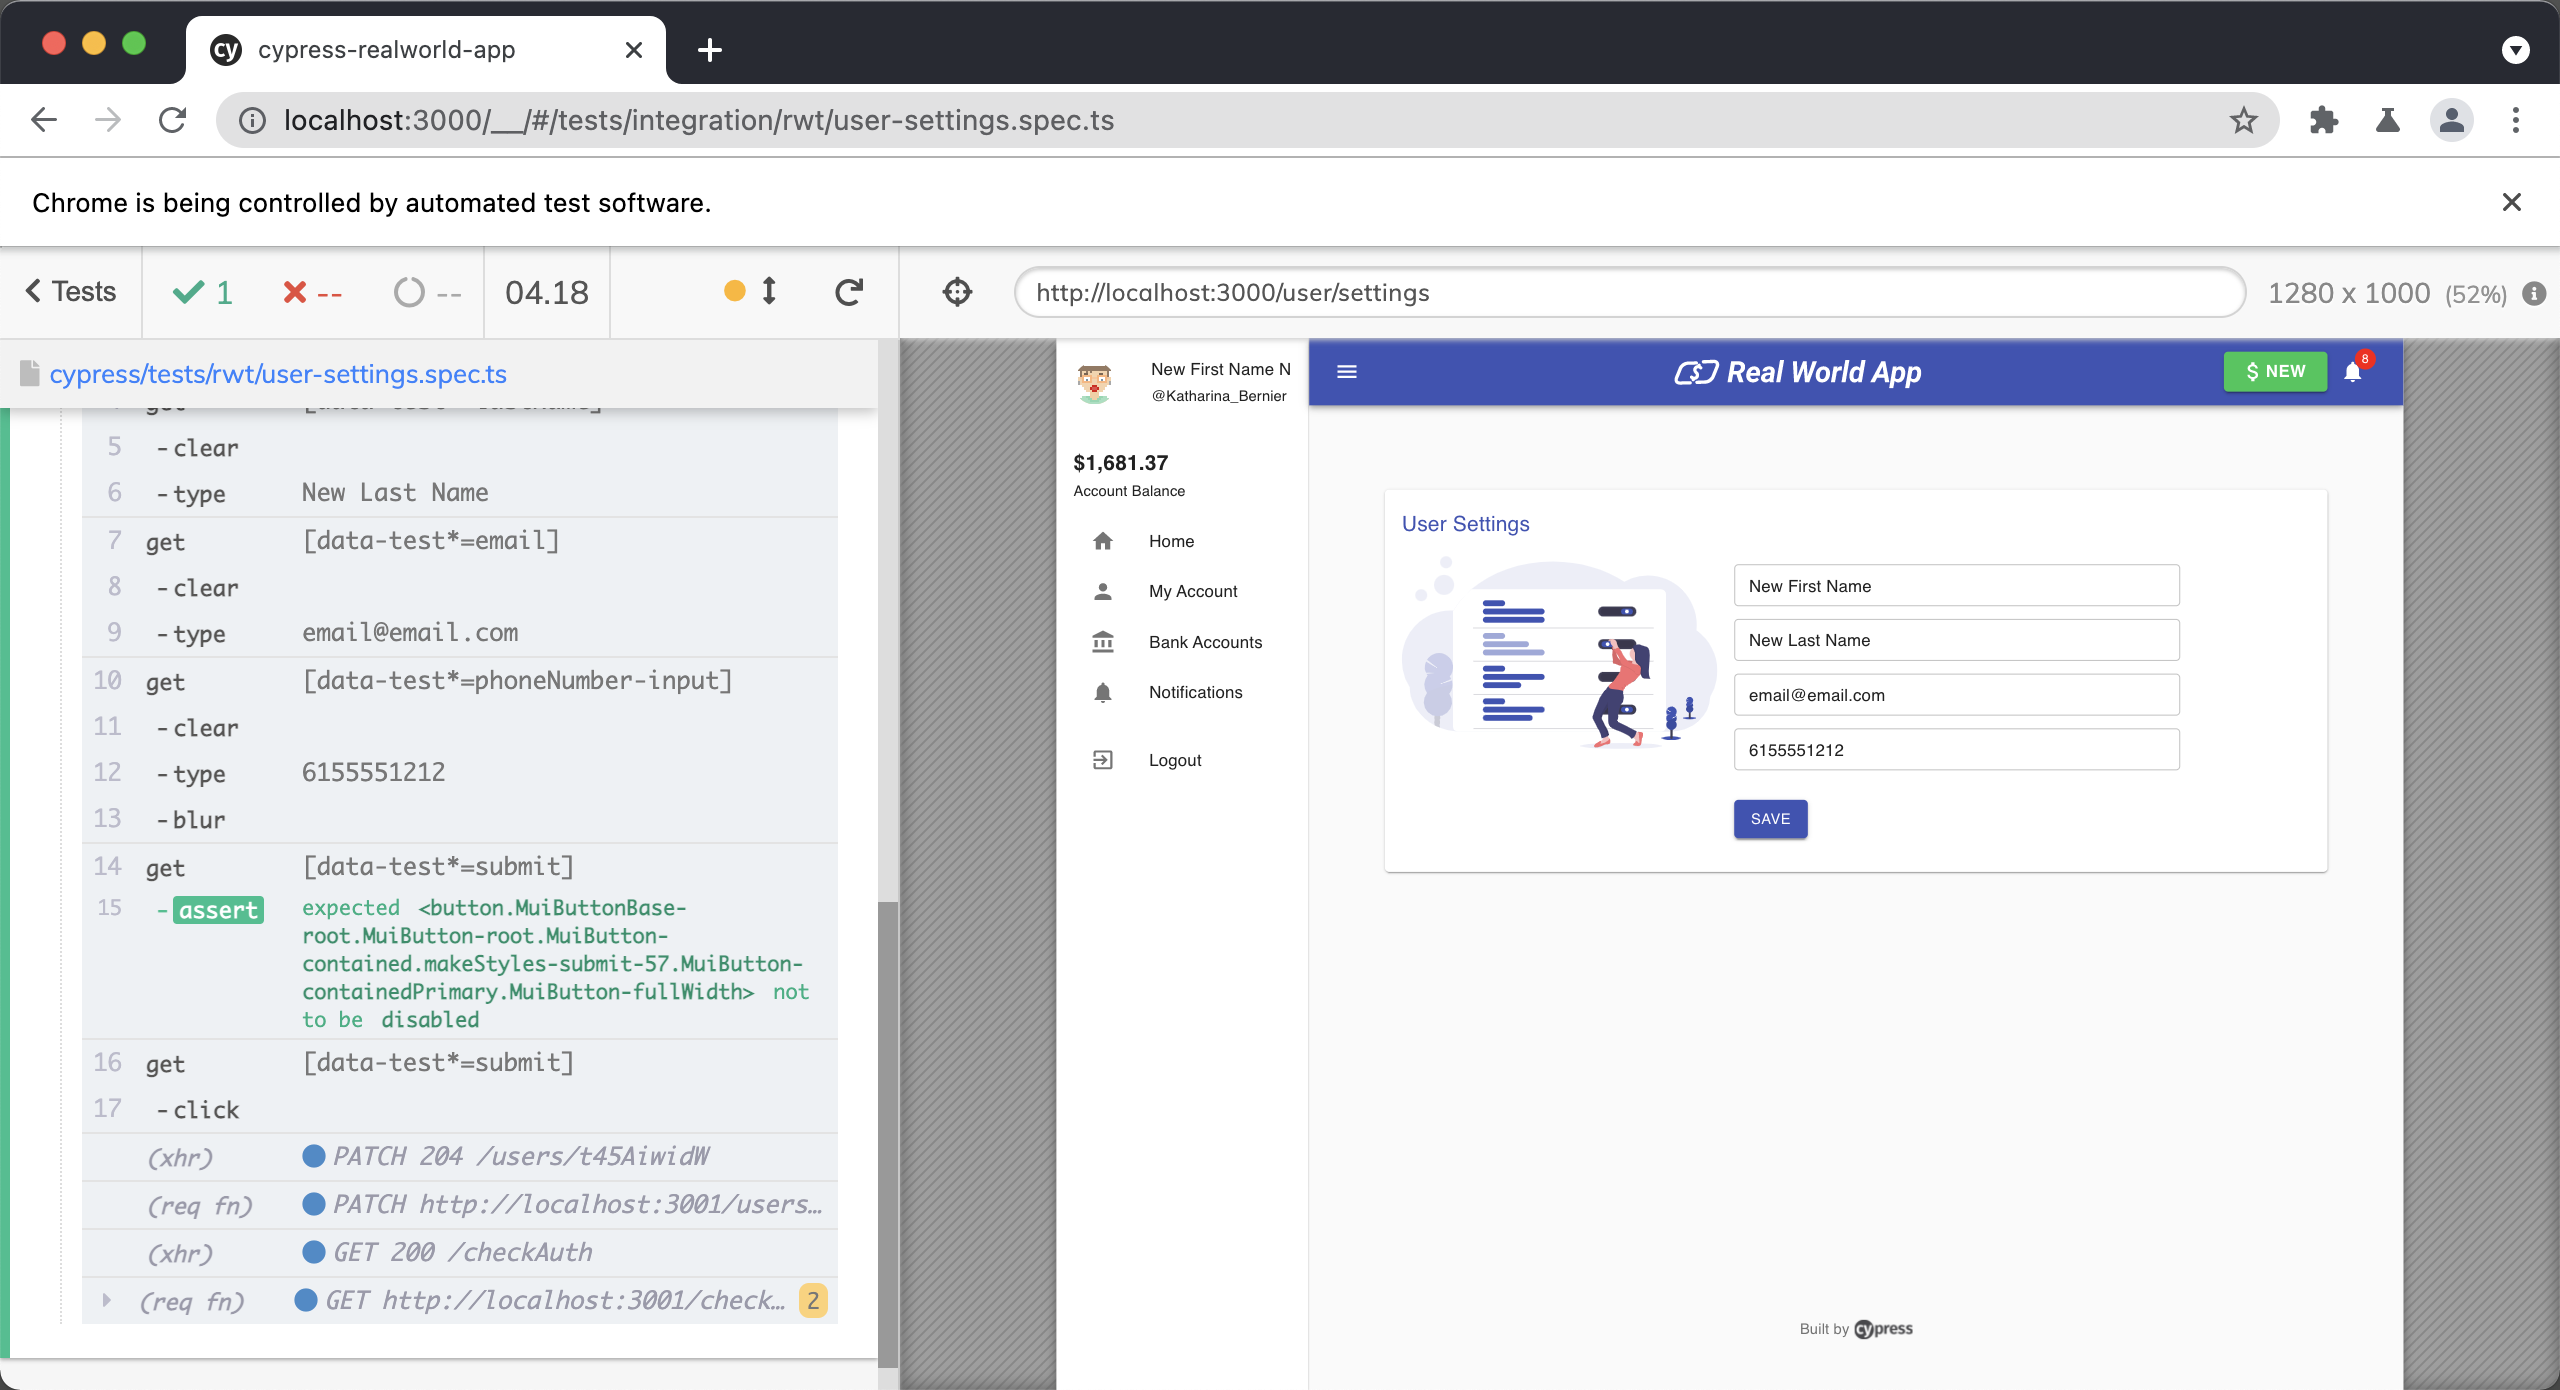 cy cypress-realworld-app
localhost:3000/__/#/tests/integration/rwt/user-settings.spec.ts
Chrome is being controlled by automated test software.
Tests 1 -- -- 04.18
http://localhost:3000/user/settings 1280 x 1000 (52%)
cypress/tests/rwt/user-settings.spec.ts
5 -clear
6 -type New Last Name
7 get [data-test*=email]
8 -clear
9 -type email@email.com
10 get [data-test*=phoneNumber-input]
11 -clear
12 -type 6155551212
13 -blur
14 get [data-test*=submit]
15 -assert expected <button.MuiButtonBase-
root.MuiButton-root.MuiButton-
contained.makeStyles-submit-57.MuiButton-
containedPrimary.MuiButton-fullWidth> not
to be disabled
16 get [data-test*=submit]
17 -click
(xhr) PATCH 204 /users/t45AiwidW
(req fn) PATCH http://localhost:3001/users…
(xhr) GET 200 /checkAuth
(req fn) GET http://localhost:3001/check… 2
New First Name N
@Katharina_Bernier
$1,681.37
Account Balance
Home
My Account
Bank Accounts
Notifications
Logout
Real World App
$ NEW
8
User Settings
New First Name
New Last Name
email@email.com
6155551212
SAVE
Built by cypress